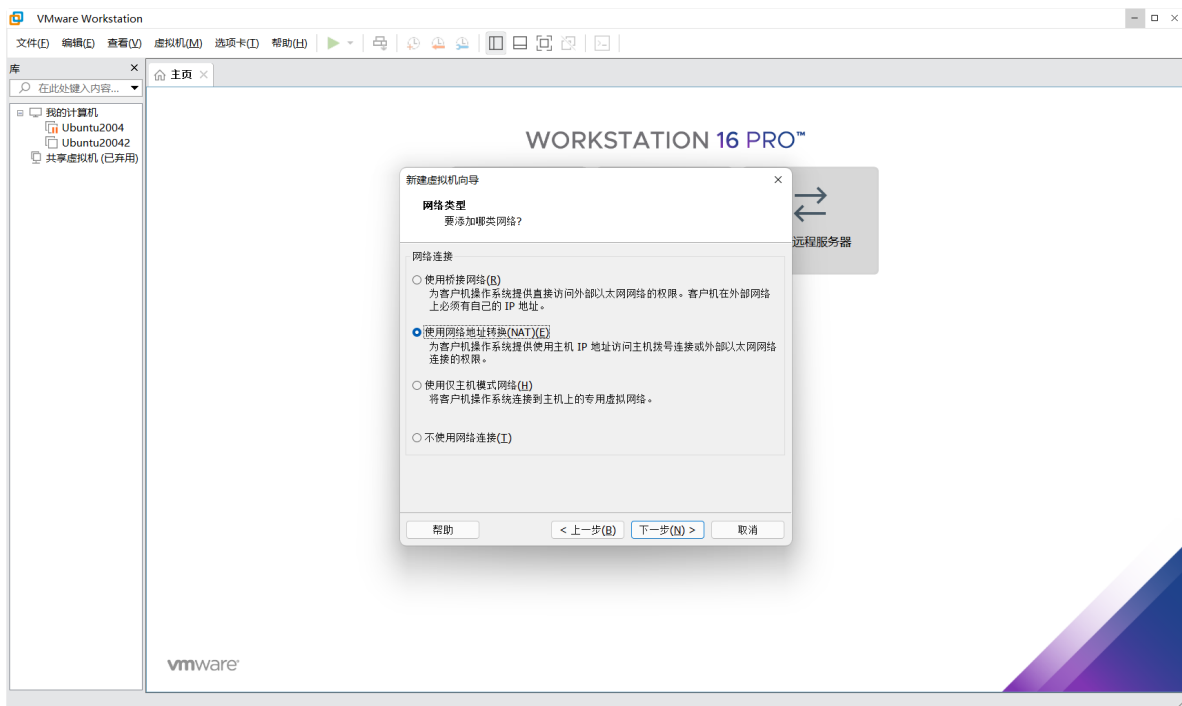 VMware Workstation
文件(F) 编辑(E) 查看(V) 虚拟机(M) 选项卡(T) 帮助(H)
库
主页
在此处键入内容...
我的计算机
Ubuntu2004
Ubuntu20042
共享虚拟机 (已弃用)
WORKSTATION 16 PRO™
远程服务器
新建虚拟机向导
网络类型
要添加哪类网络?
网络连接
使用桥接网络(R)
为客户机操作系统提供直接访问外部以太网网络的权限。客户机在外部网络
上必须有自己的 IP 地址。
使用网络地址转换(NAT)(E)
为客户机操作系统提供使用主机 IP 地址访问主机拨号连接或外部以太网网络
连接的权限。
使用仅主机模式网络(H)
将客户机操作系统连接到主机上的专用虚拟网络。
不使用网络连接(T)
帮助 < 上一步(B) 下一步(N) > 取消
vmware